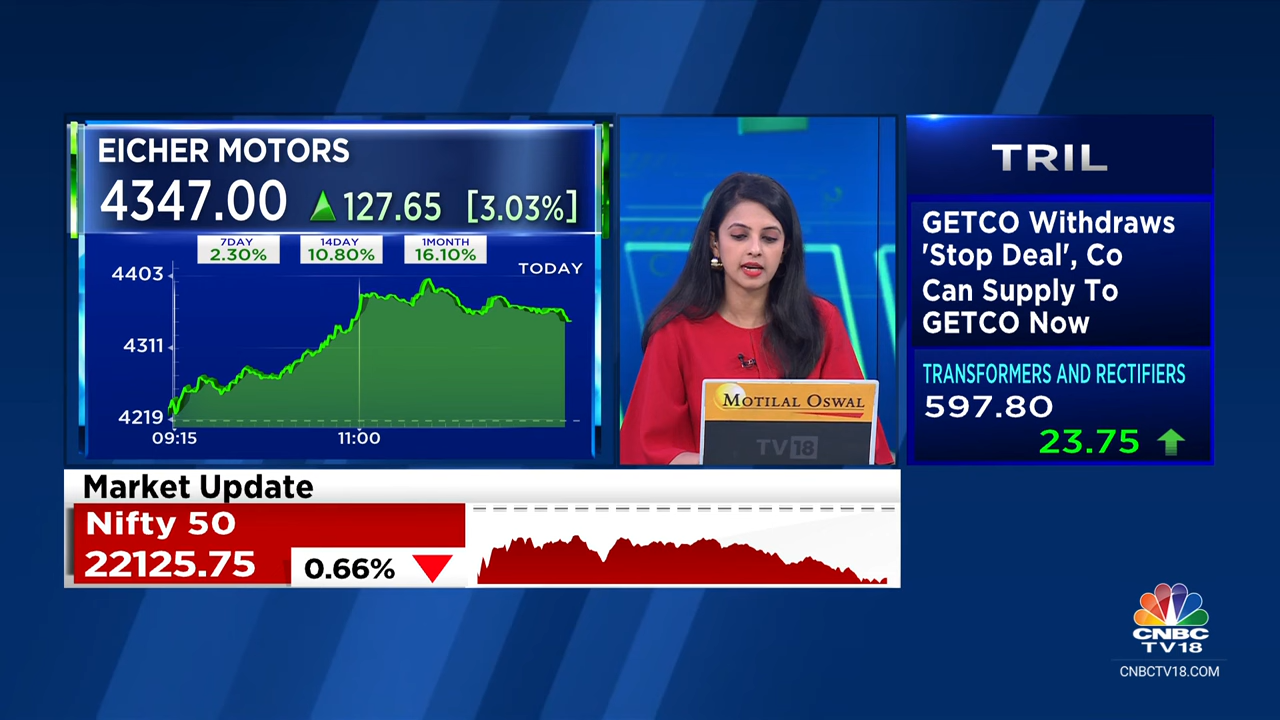 EICHER MOTORS
4347.00 ▲ 127.65 [3.03%]
7DAY
2.30%
14DAY
10.80%
1MONTH
16.10%
TODAY
4403
4311
4219
09:15
11:00
MOTILAL OSWAL
TV18
TRIL
GETCO Withdraws
'Stop Deal', Co
Can Supply To
GETCO Now
TRANSFORMERS AND RECTIFIERS
597.80
23.75
Market Update
Nifty 50
22125.75
0.66%
CNBC
TV18
CNBCTV18.COM